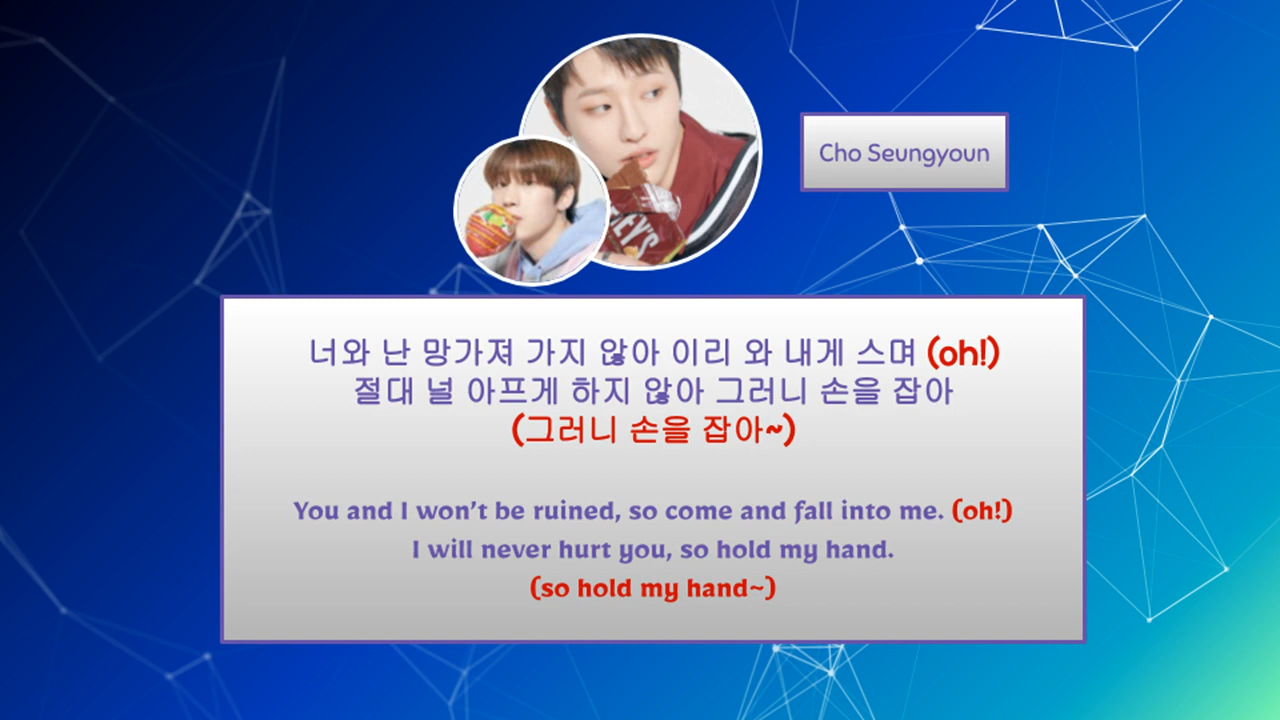 Cho Seungyoun
EY'S
너와 난 망가져 가지 않아 이리 와 내게 스며 (oh!)
절대 널 아프게 하지 않아 그러니 손을 잡아
(그러니 손을 잡아~)
You and I won't be ruined, so come and fall into me. (oh!)
I will never hurt you, so hold my hand.
(so hold my hand~)